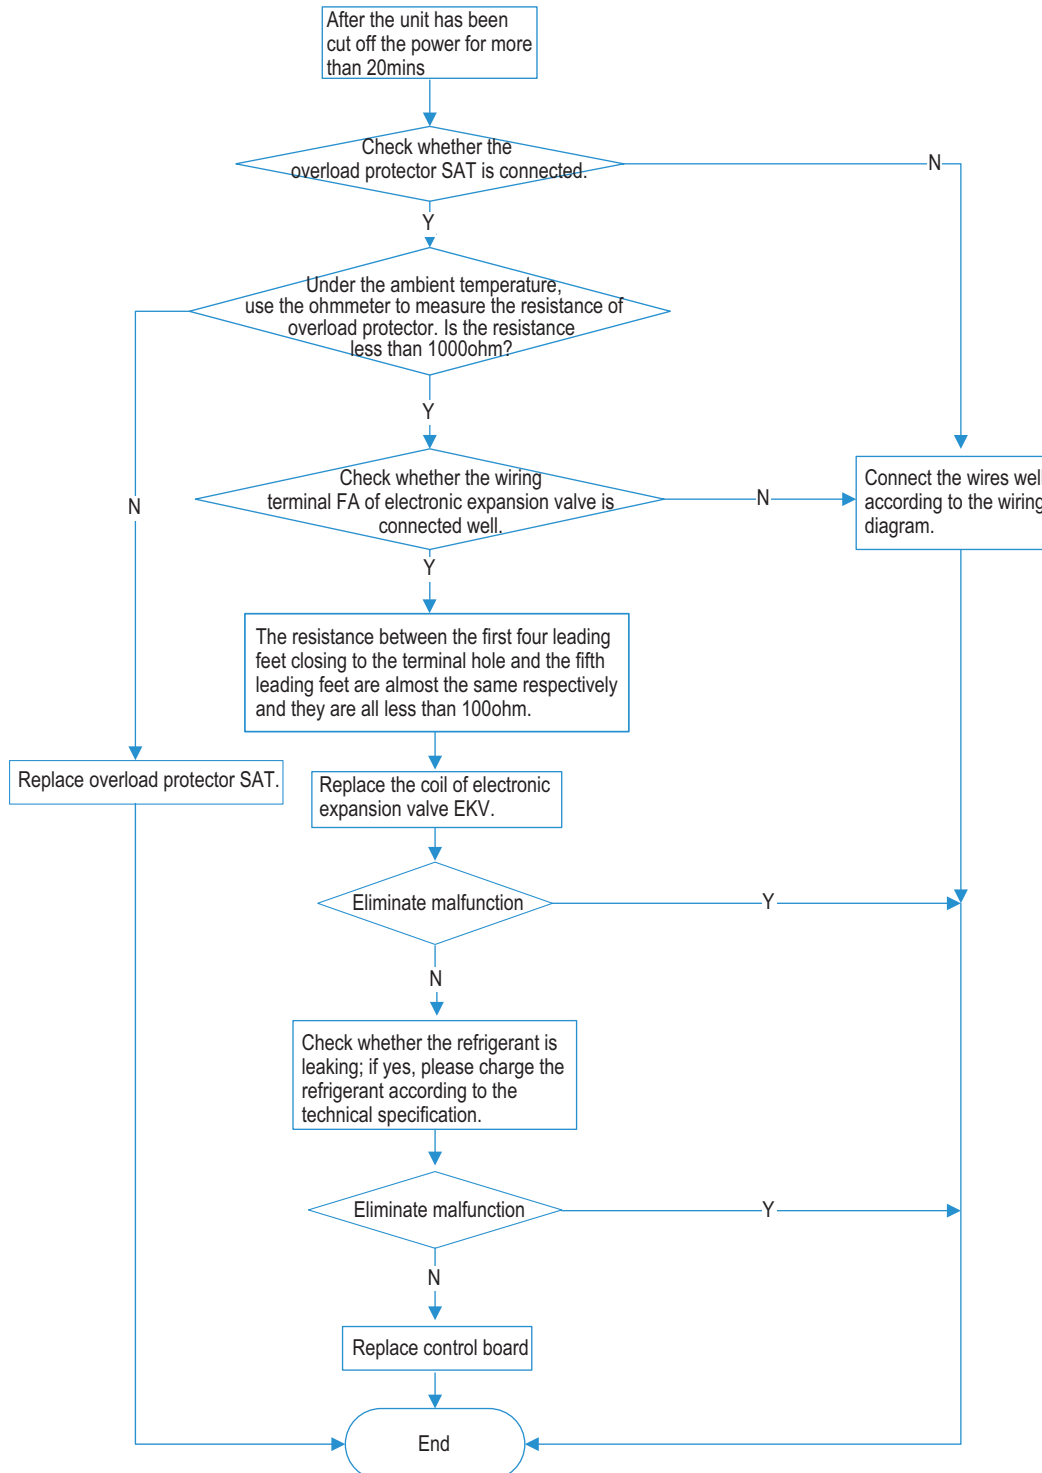 After the unit has been
cut off the power for more
than 20mins
Check whether the
overload protector SAT is connected.
N
Y
Under the ambient temperature,
use the ohmmeter to measure the resistance of
overload protector. Is the resistance
less than 1000ohm?
Y
N
Check whether the wiring
terminal FA of electronic expansion valve is
connected well.
N
Connect the wires well
according to the wiring
diagram.
Y
The resistance between the first four leading
feet closing to the terminal hole and the fifth
leading feet are almost the same respectively
and they are all less than 100ohm.
Replace overload protector SAT.
Replace the coil of electronic
expansion valve EKV.
Eliminate malfunction
Y
N
Check whether the refrigerant is
leaking; if yes, please charge the
refrigerant according to the
technical specification.
Eliminate malfunction
Y
N
Replace control board
End